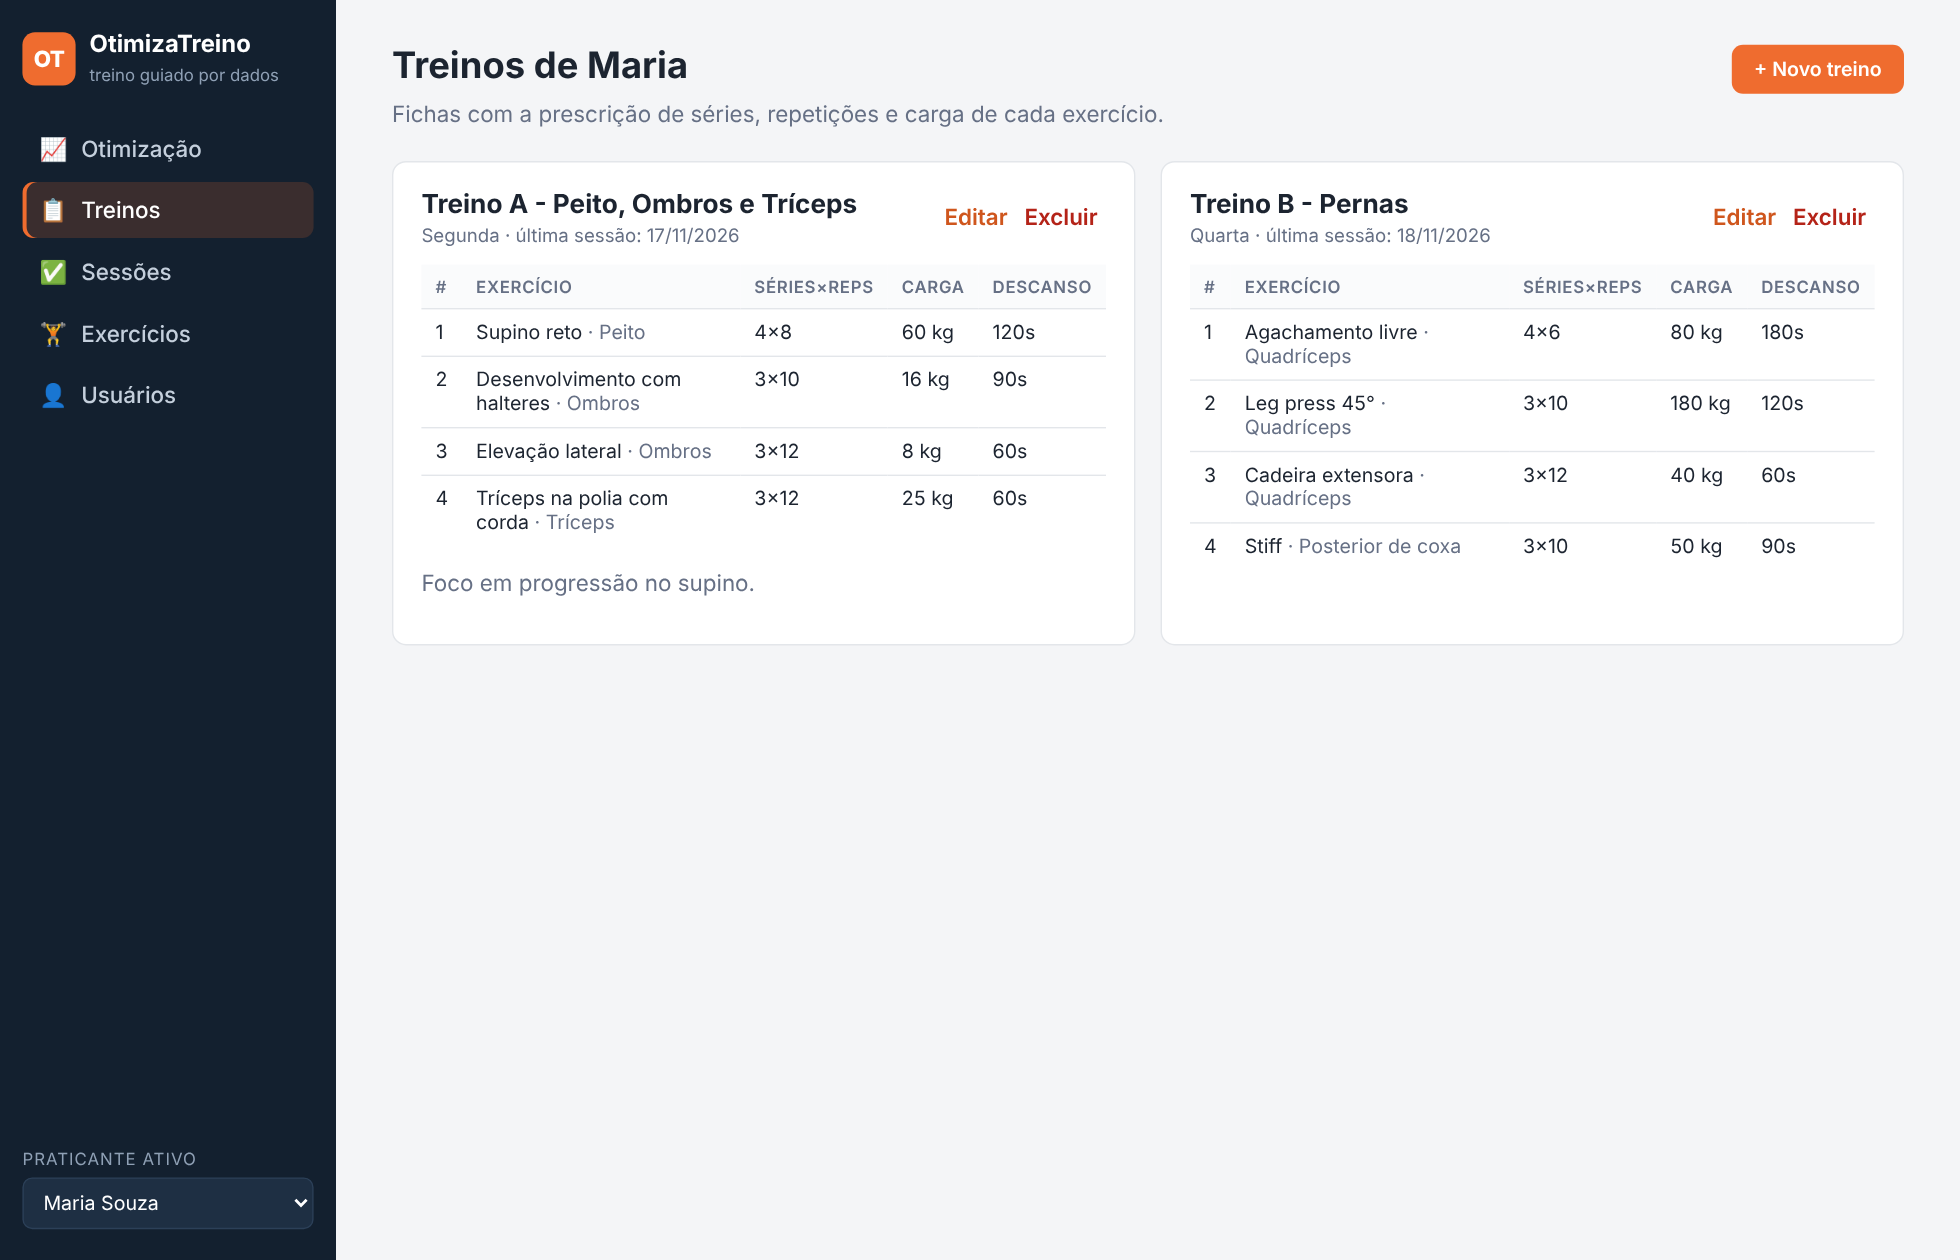 OT
OtimizaTreino
treino guiado por dados
Otimização
Treinos
Sessões
Exercícios
Usuários
PRATICANTE ATIVO
Maria Souza
Treinos de Maria
+ Novo treino
Fichas com a prescrição de séries, repetições e carga de cada exercício.
Treino A - Peito, Ombros e Tríceps
Editar Excluir
Segunda · última sessão: 17/11/2026
# EXERCÍCIO SÉRIES×REPS CARGA DESCANSO
1 Supino reto · Peito 4×8 60 kg 120s
2 Desenvolvimento com 3×10 16 kg 90s
halteres · Ombros
3 Elevação lateral · Ombros 3×12 8 kg 60s
4 Tríceps na polia com 3×12 25 kg 60s
corda · Tríceps
Foco em progressão no supino.
Treino B - Pernas
Editar Excluir
Quarta · última sessão: 18/11/2026
# EXERCÍCIO SÉRIES×REPS CARGA DESCANSO
1 Agachamento livre · 4×6 80 kg 180s
Quadríceps
2 Leg press 45° · 3×10 180 kg 120s
Quadríceps
3 Cadeira extensora · 3×12 40 kg 60s
Quadríceps
4 Stiff · Posterior de coxa 3×10 50 kg 90s